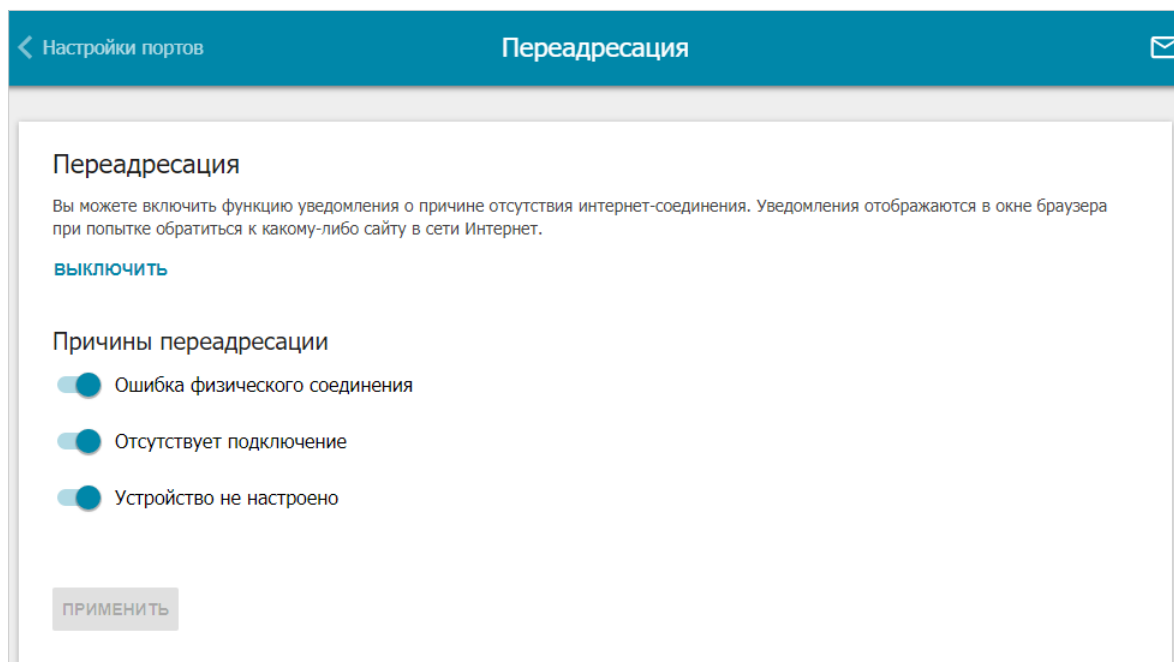 Настройки портов
Переадресация
Переадресация
Вы можете включить функцию уведомления о причине отсутствия интернет-соединения. Уведомления отображаются в окне браузера
при попытке обратиться к какому-либо сайту в сети Интернет.
ВЫКЛЮЧИТЬ
Причины переадресации
Ошибка физического соединения
Отсутствует подключение
Устройство не настроено
ПРИМЕНИТЬ